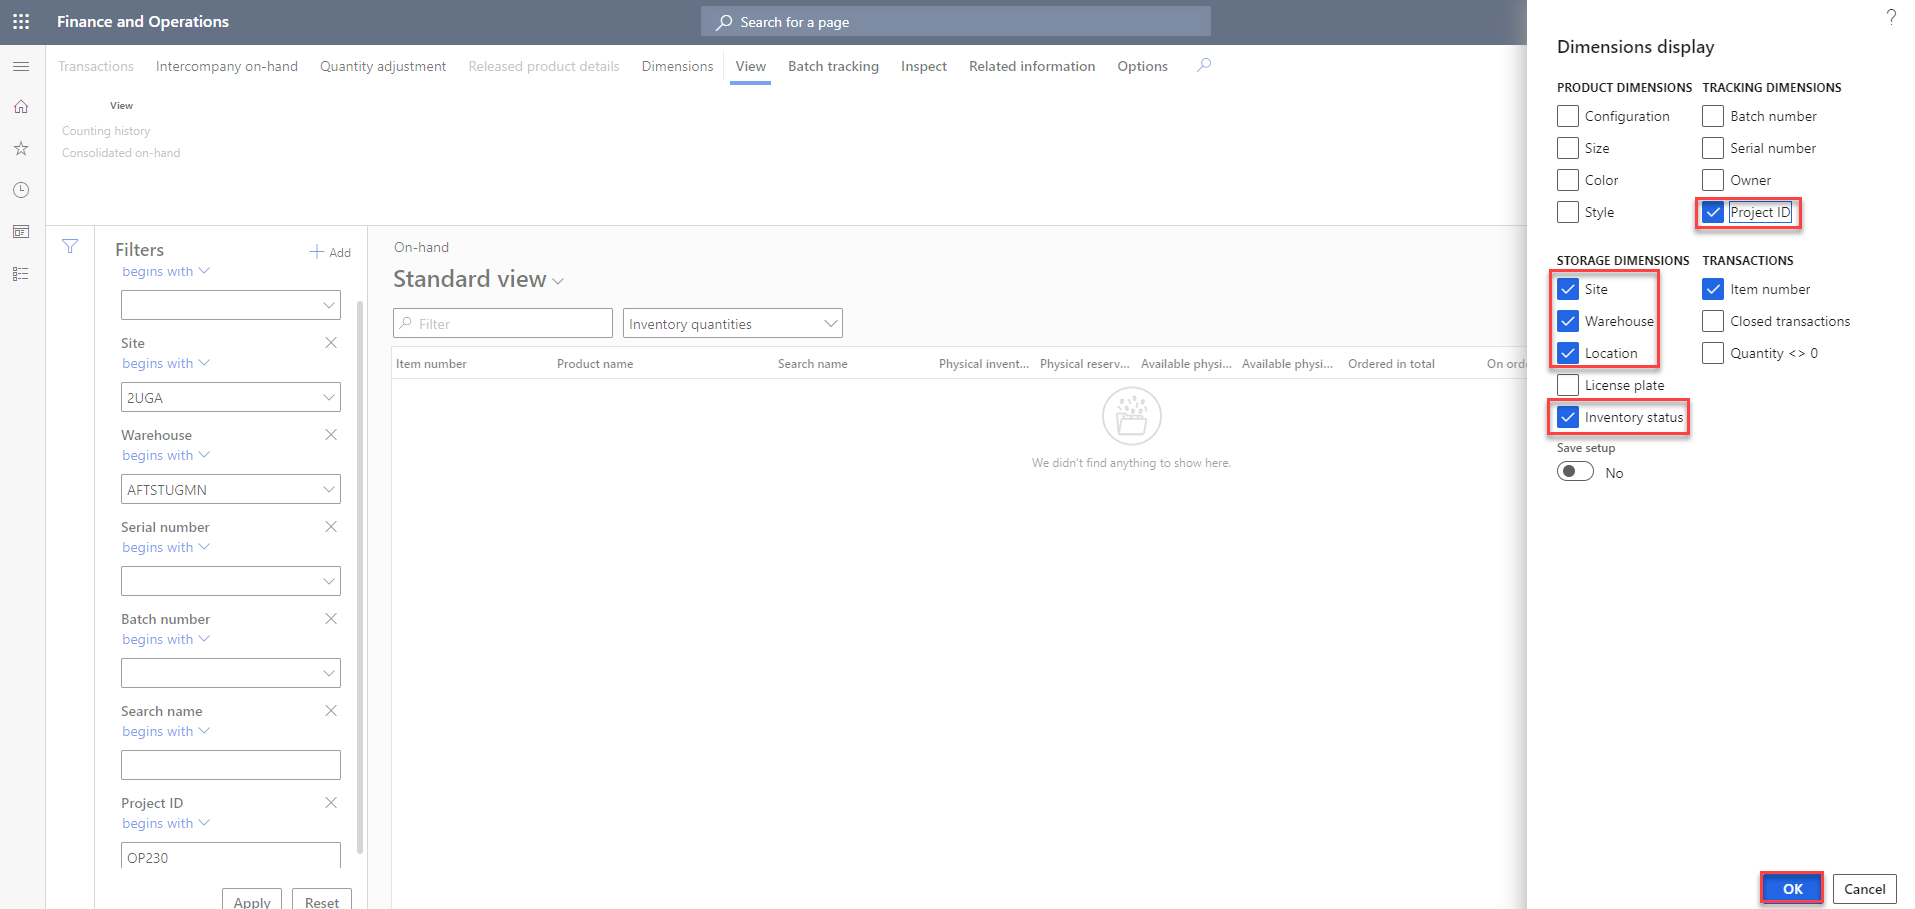 Finance and Operations
Search for a page
?
Transactions Intercompany on-hand Quantity adjustment Released product details Dimensions View Batch tracking Inspect Related information Options
View
Counting history
Consolidated on-hand
Filters
Add
begins with
Site
begins with
2UGA
Warehouse
begins with
AFTSTUGMN
Serial number
begins with
Batch number
begins with
Search name
begins with
Project ID
begins with
OP230
Apply Reset
On-hand
Standard view
Filter
Inventory quantities
Item number Product name Search name Physical invent... Physical reserv... Available physi... Available physi... Ordered in total On orde
We didn't find anything to show here.
Dimensions display
PRODUCT DIMENSIONS
Configuration
Size
Color
Style
TRACKING DIMENSIONS
Batch number
Serial number
Owner
Project ID
STORAGE DIMENSIONS
Site
Warehouse
Location
License plate
Inventory status
Save setup
No
TRANSACTIONS
Item number
Closed transactions
Quantity <> 0
OK Cancel